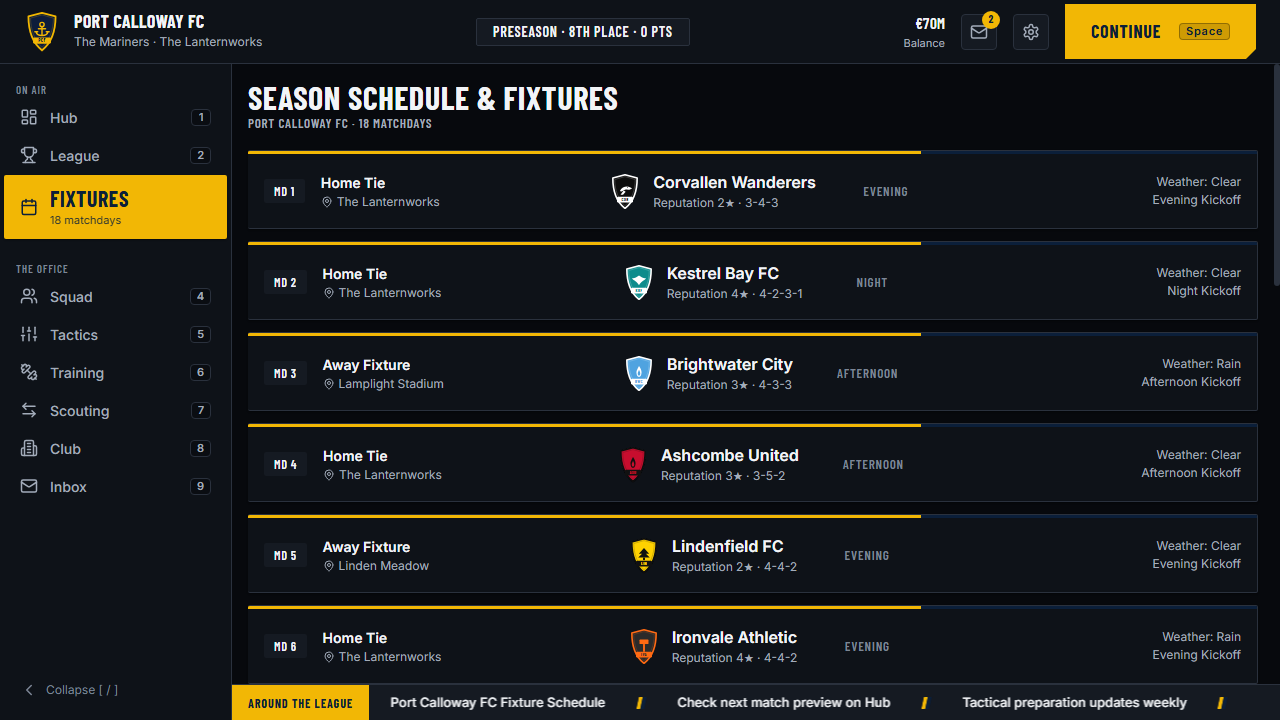 PORT CALLOWAY FC
The Mariners · The Lanternworks
PRESEASON · 8TH PLACE · 0 PTS
€70M
Balance
2
CONTINUE Space
ON AIR
Hub 1
League 2
FIXTURES
18 matchdays
THE OFFICE
Squad 4
Tactics 5
Training 6
Scouting 7
Club 8
Inbox 9
Collapse [ / ]
SEASON SCHEDULE & FIXTURES
PORT CALLOWAY FC · 18 MATCHDAYS
MD 1
Home Tie
The Lanternworks
Corvallen Wanderers
Reputation 2★ · 3-4-3
EVENING
Weather: Clear
Evening Kickoff
MD 2
Home Tie
The Lanternworks
Kestrel Bay FC
Reputation 4★ · 4-2-3-1
NIGHT
Weather: Clear
Night Kickoff
MD 3
Away Fixture
Lamplight Stadium
Brightwater City
Reputation 3★ · 4-3-3
AFTERNOON
Weather: Rain
Afternoon Kickoff
MD 4
Home Tie
The Lanternworks
Ashcombe United
Reputation 3★ · 3-5-2
AFTERNOON
Weather: Clear
Afternoon Kickoff
MD 5
Away Fixture
Linden Meadow
Lindenfield FC
Reputation 2★ · 4-4-2
EVENING
Weather: Clear
Evening Kickoff
MD 6
Home Tie
The Lanternworks
Ironvale Athletic
Reputation 4★ · 4-4-2
EVENING
Weather: Rain
Evening Kickoff
AROUND THE LEAGUE
Port Calloway FC Fixture Schedule / Check next match preview on Hub / Tactical preparation updates weekly /